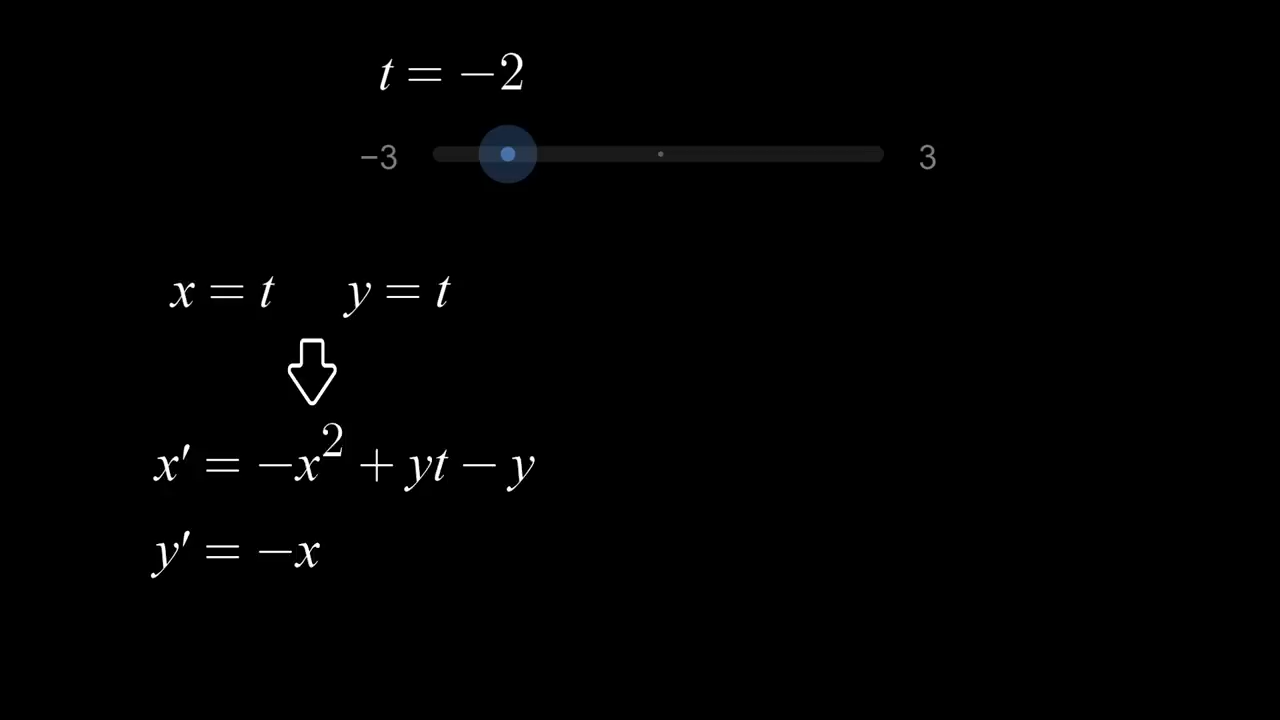 t = −2
−3 3
x = t y = t
x′ = −x² + yt − y
y′ = −x